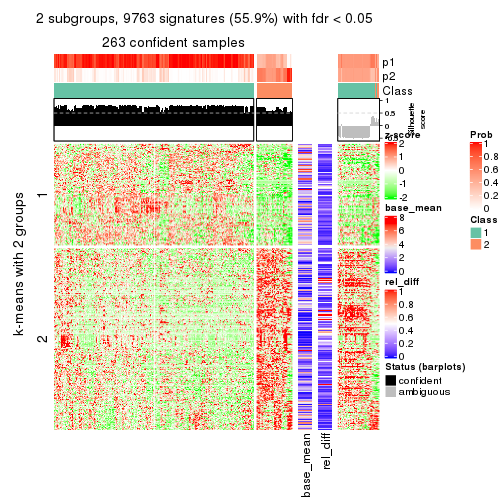 2 subgroups, 9763 signatures (55.9%) with fdr < 0.05
263 confident samples
p1
p2
Class
1
0.5
0
-0.5
Silhouette
score
k-means with 2 groups
1
2
base_mean
rel_diff
z-score
2
1
0
-1
-2
base_mean
8
6
4
2
0
rel_diff
1
0.8
0.6
0.4
0.2
0
Status (barplots)
confident
ambiguous
Prob
1
0.8
0.6
0.4
0.2
0
Class
1
2